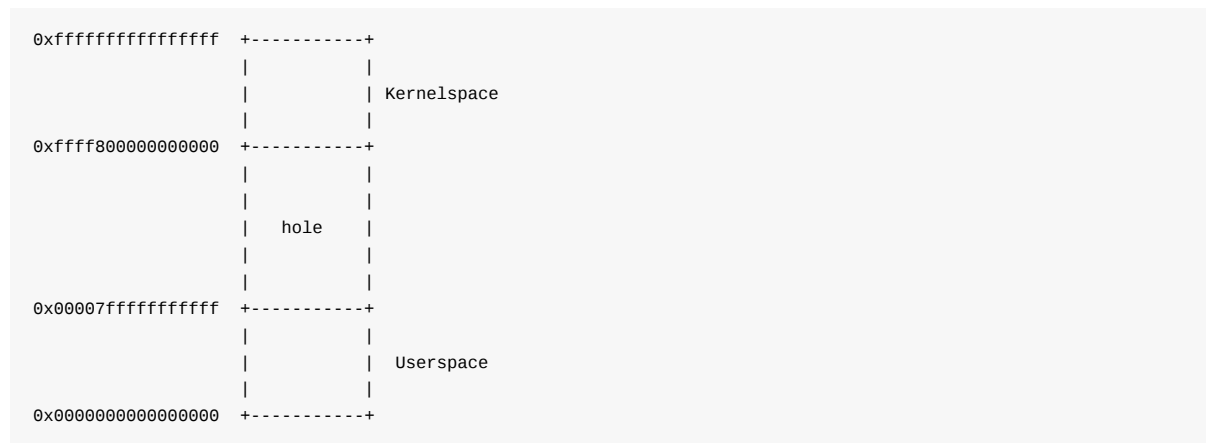 0xffffffffffffffff  +-----------+
                    |           |
                    |           | Kernelspace
                    |           |
0xffff800000000000  +-----------+
                    |           |
                    |           |
                    |   hole    |
                    |           |
                    |           |
0x00007fffffffffff  +-----------+
                    |           |
                    |           |  Userspace
                    |           |
0x0000000000000000  +-----------+